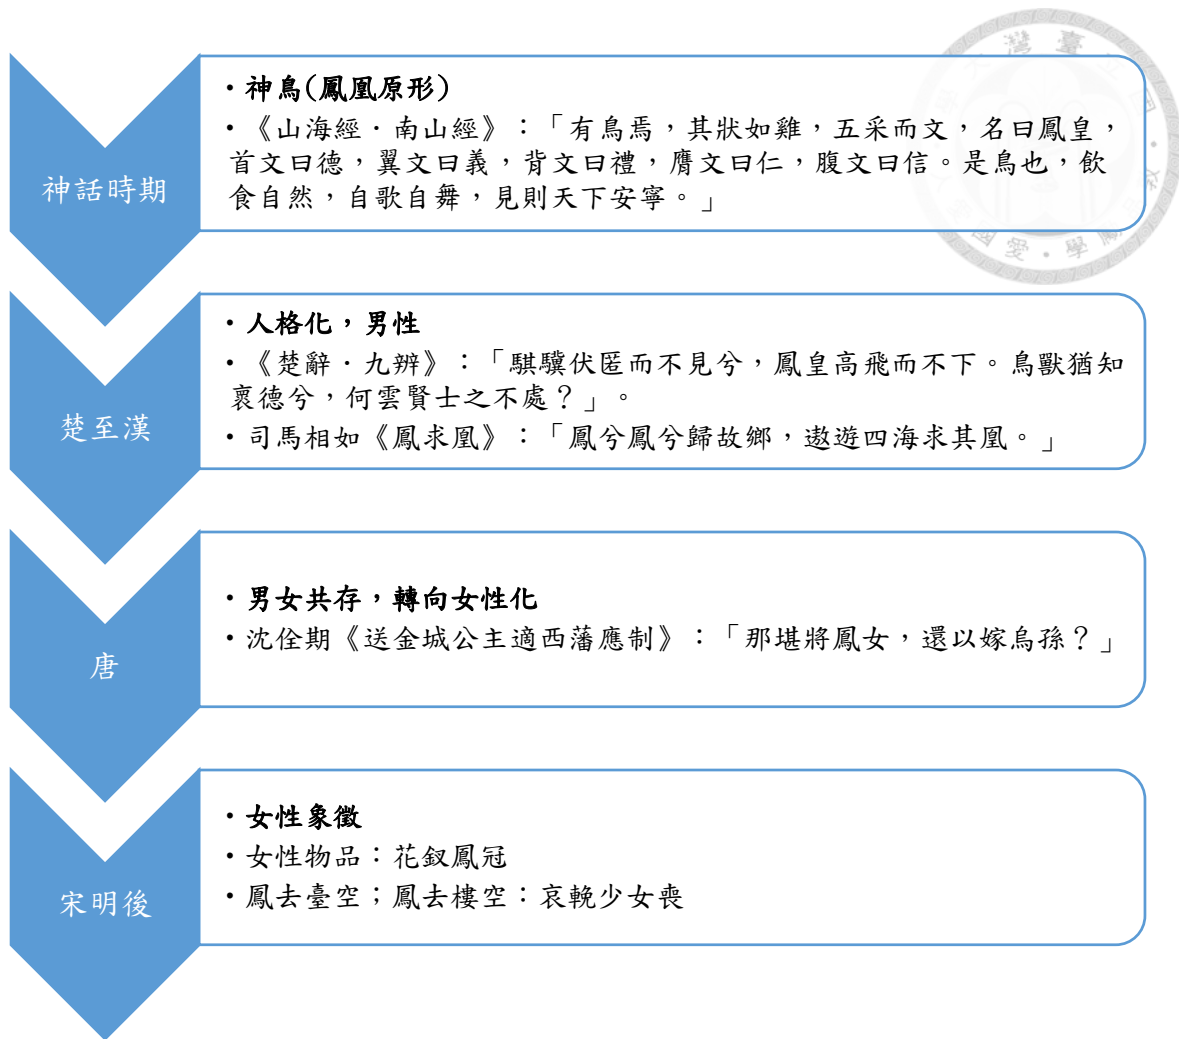 神話時期
・神鳥(鳳凰原形)
・《山海經‧南山經》：「有鳥焉，其狀如雞，五采而文，名曰鳳皇，
首文曰德，翼文曰義，背文曰禮，膺文曰仁，腹文曰信。是鳥也，飲
食自然，自歌自舞，見則天下安寧。」
楚至漢
・人格化，男性
・《楚辭‧九辨》：「騏驥伏匿而不見兮，鳳皇高飛而不下。鳥獸猶知
裹德兮，何雲賢士之不處？」。
・司馬相如《鳳求凰》：「鳳兮鳳兮歸故鄉，遨遊四海求其凰。」
唐
・男女共存，轉向女性化
・沈佺期《送金城公主適西藩應制》：「那堪將鳳女，還以嫁烏孫？」
宋明後
・女性象徵
・女性物品：花釵鳳冠
・鳳去臺空；鳳去樓空：哀輓少女喪